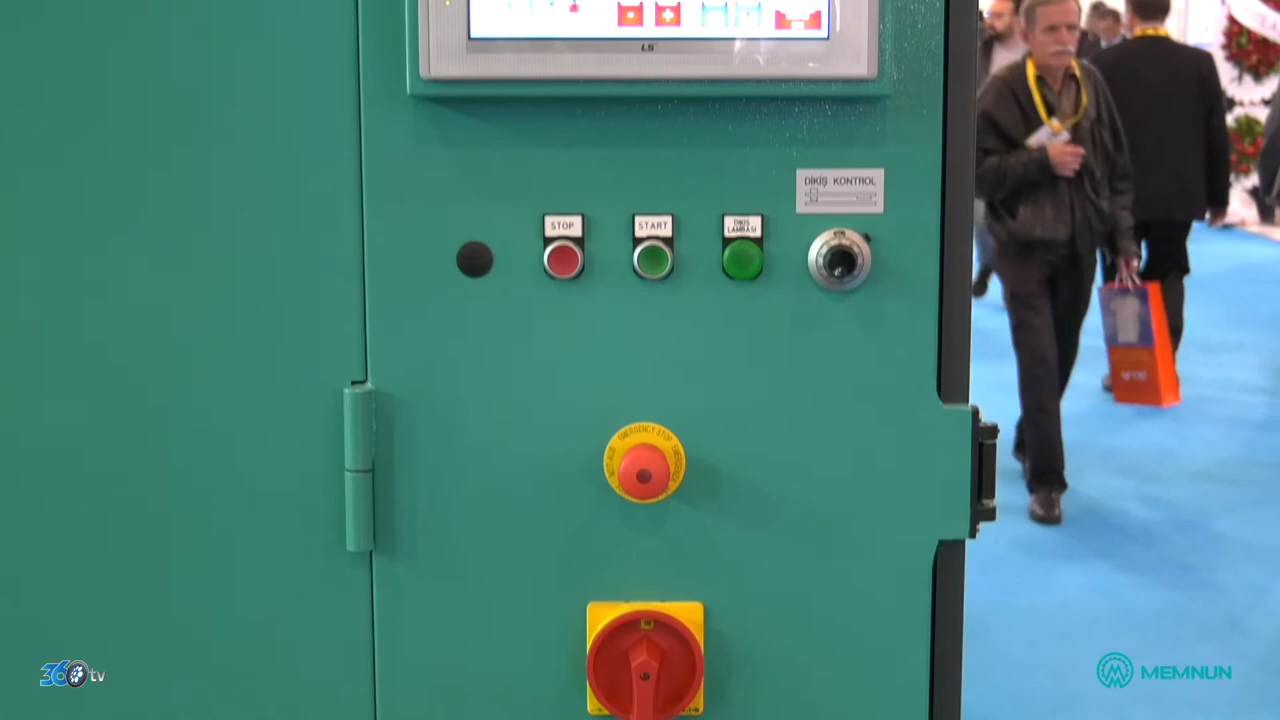 LS
DİKİŞ KONTROL
STOP
START
DİKİŞ
LAMBASI
EMERGENCY STOP
360tv
MEMNUN